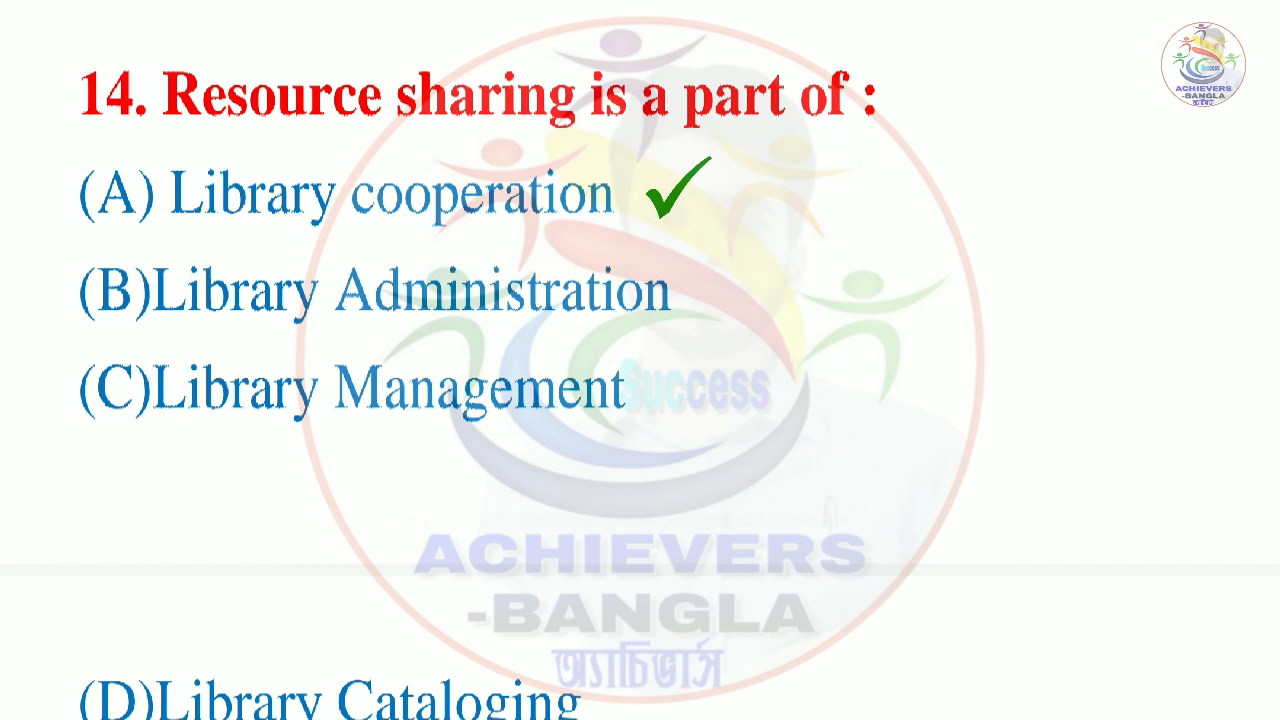 14. Resource sharing is a part of :
(A) Library cooperation
(B)Library Administration
(C)Library Management
(D)Library Cataloging
Success
ACHIEVERS
-BANGLA
অ্যাচিভার্স
ACHIEVERS
-BANGLA